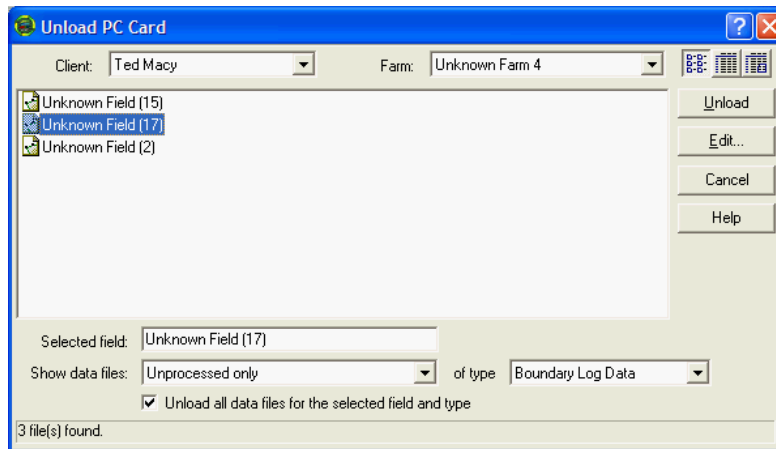 Unload PC Card
Client: Ted Macy Farm: Unknown Farm 4
Unknown Field (15)
Unknown Field (17)
Unknown Field (2)
Unload
Edit...
Cancel
Help
Selected field: Unknown Field (17)
Show data files: Unprocessed only of type Boundary Log Data
Unload all data files for the selected field and type
3 file(s) found.